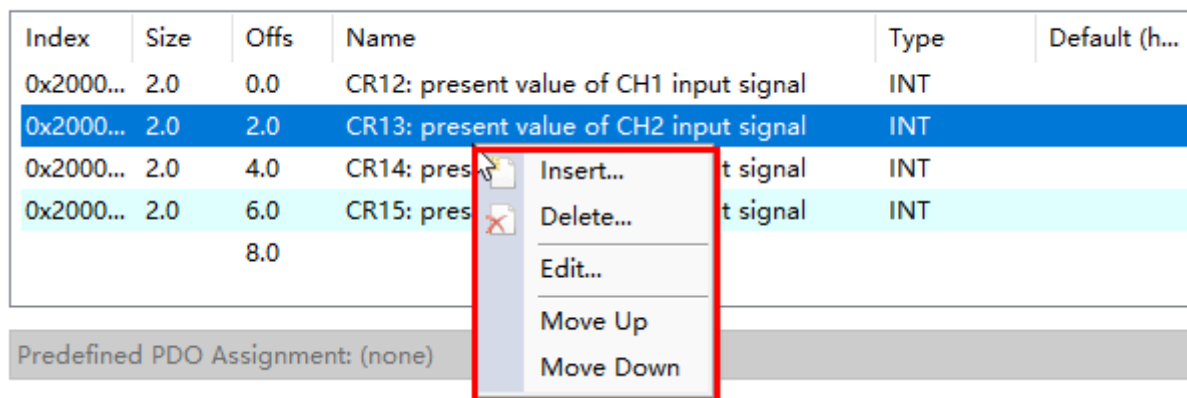 Index Size Offs Name Type Default (h...
0x2000... 2.0 0.0 CR12: present value of CH1 input signal INT
0x2000... 2.0 2.0 CR13: present value of CH2 input signal INT
0x2000... 2.0 4.0 CR14: pres t signal INT
0x2000... 2.0 6.0 CR15: pres t signal INT
8.0
Insert...
Delete...
Edit...
Move Up
Move Down
Predefined PDO Assignment: (none)